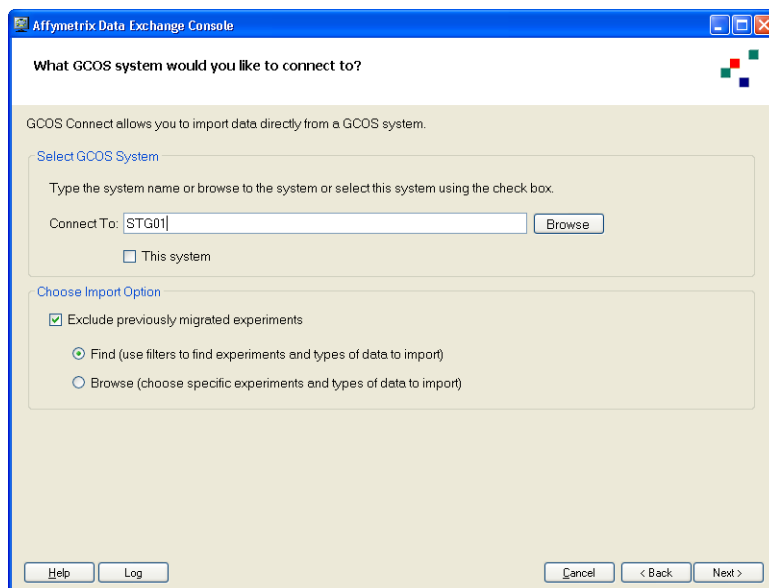 Affymetrix Data Exchange Console
What GCOS system would you like to connect to?
GCOS Connect allows you to import data directly from a GCOS system.
Select GCOS System
Type the system name or browse to the system or select this system using the check box.
Connect To: STG01 Browse
This system
Choose Import Option
Exclude previously migrated experiments
Find (use filters to find experiments and types of data to import)
Browse (choose specific experiments and types of data to import)
Help Log Cancel < Back Next >